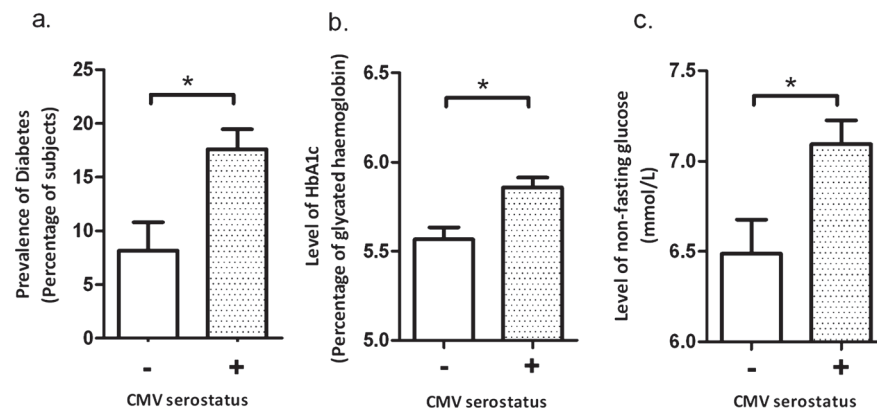 a.
Prevalence of Diabetes
(Percentage of subjects)
25
20
15
10
5
0
*
- +
CMV serostatus
b.
Level of HbA1c
(Percentage of glycated haemoglobin)
6.5
6.0
5.5
5.0
*
- +
CMV serostatus
c.
Level of non-fasting glucose
(mmol/L)
7.5
7.0
6.5
6.0
*
- +
CMV serostatus